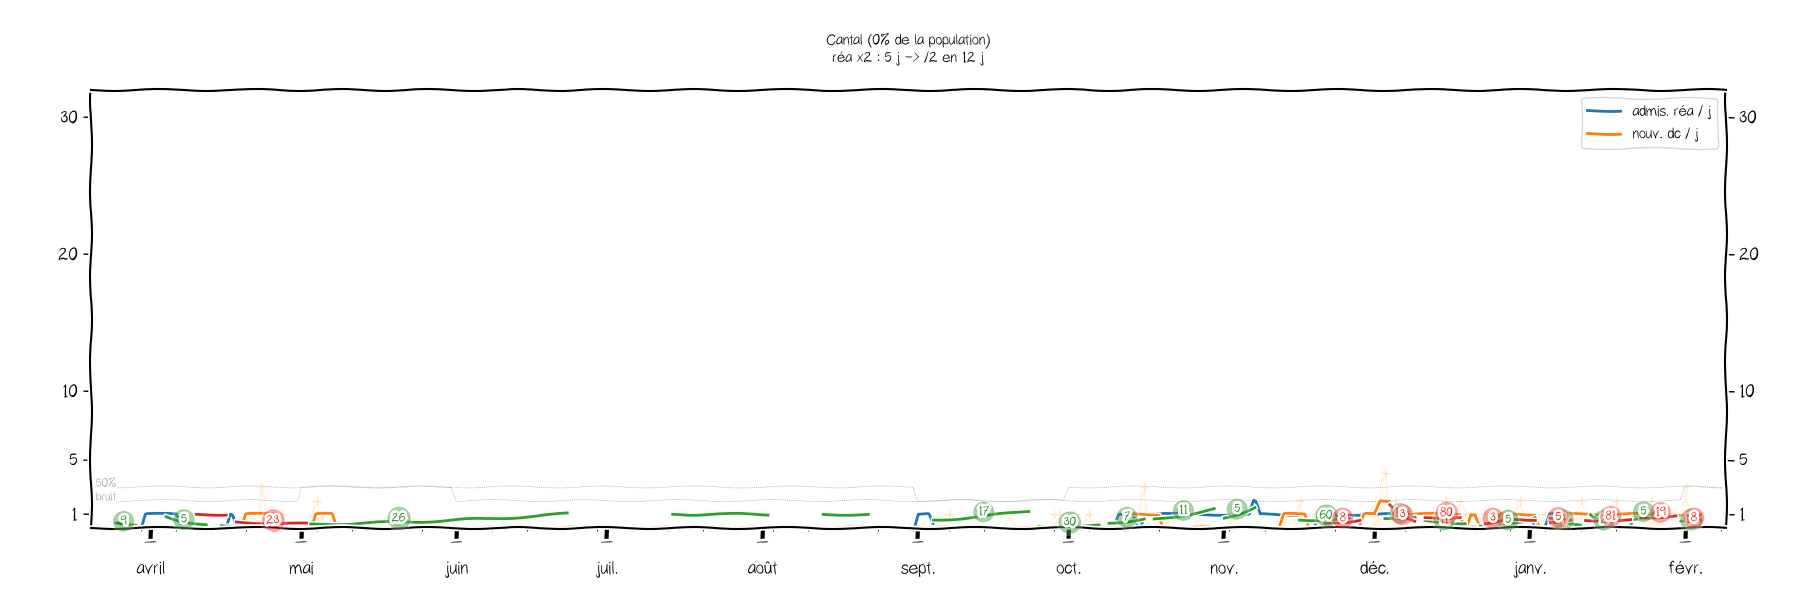 Cantal (0% de la population)
réa x2 : 5 j -> /2 en 12 j
admis. réa / j
nouv. dc / j
30
20
10
5
1
30
20
10
5
1
50%
bruit
9
5
23
26
17
30
7
11
5
60
8
13
80
11
3
5
5
81
5
19
8
avril
mai
juin
juil.
août
sept.
oct.
nov.
déc.
janv.
févr.